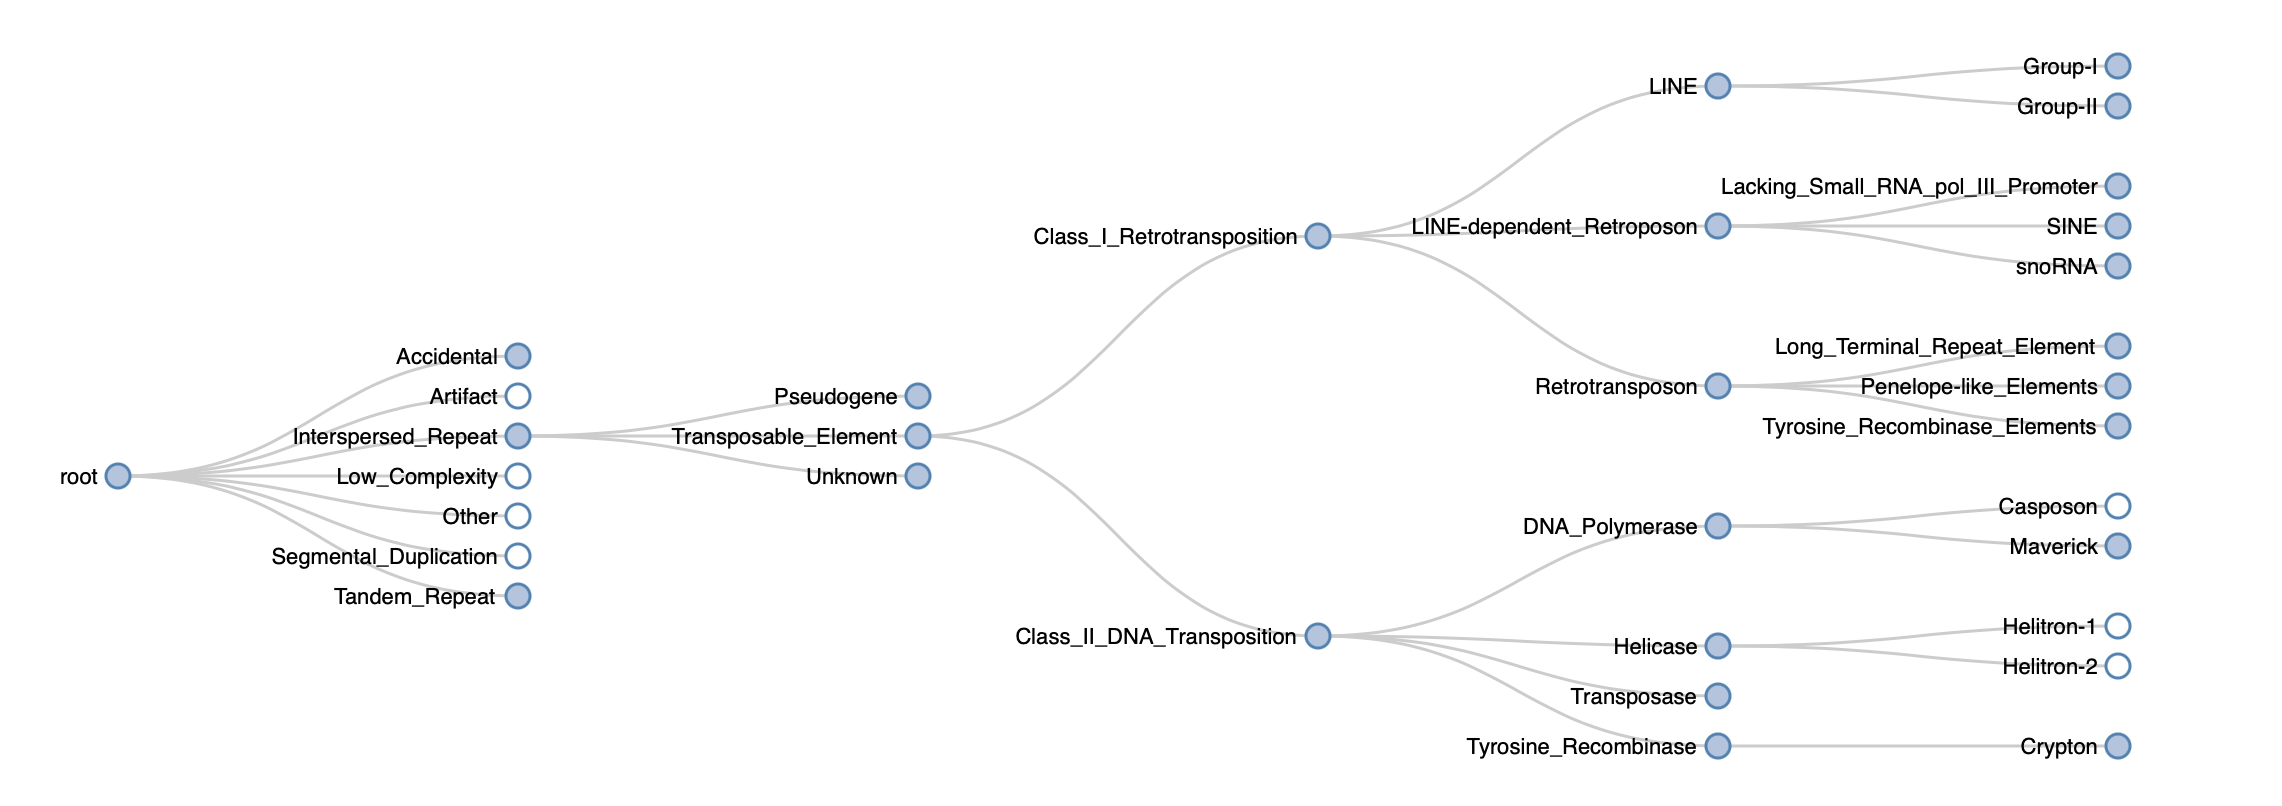 root
Accidental
Artifact
Interspersed_Repeat
Low_Complexity
Other
Segmental_Duplication
Tandem_Repeat
Pseudogene
Transposable_Element
Unknown
Class_I_Retrotransposition
Class_II_DNA_Transposition
LINE
LINE-dependent_Retroposon
Retrotransposon
DNA_Polymerase
Helicase
Transposase
Tyrosine_Recombinase
Group-I
Group-II
Lacking_Small_RNA_pol_III_Promoter
SINE
snoRNA
Long_Terminal_Repeat_Element
Penelope-like_Elements
Tyrosine_Recombinase_Elements
Casposon
Maverick
Helitron-1
Helitron-2
Crypton